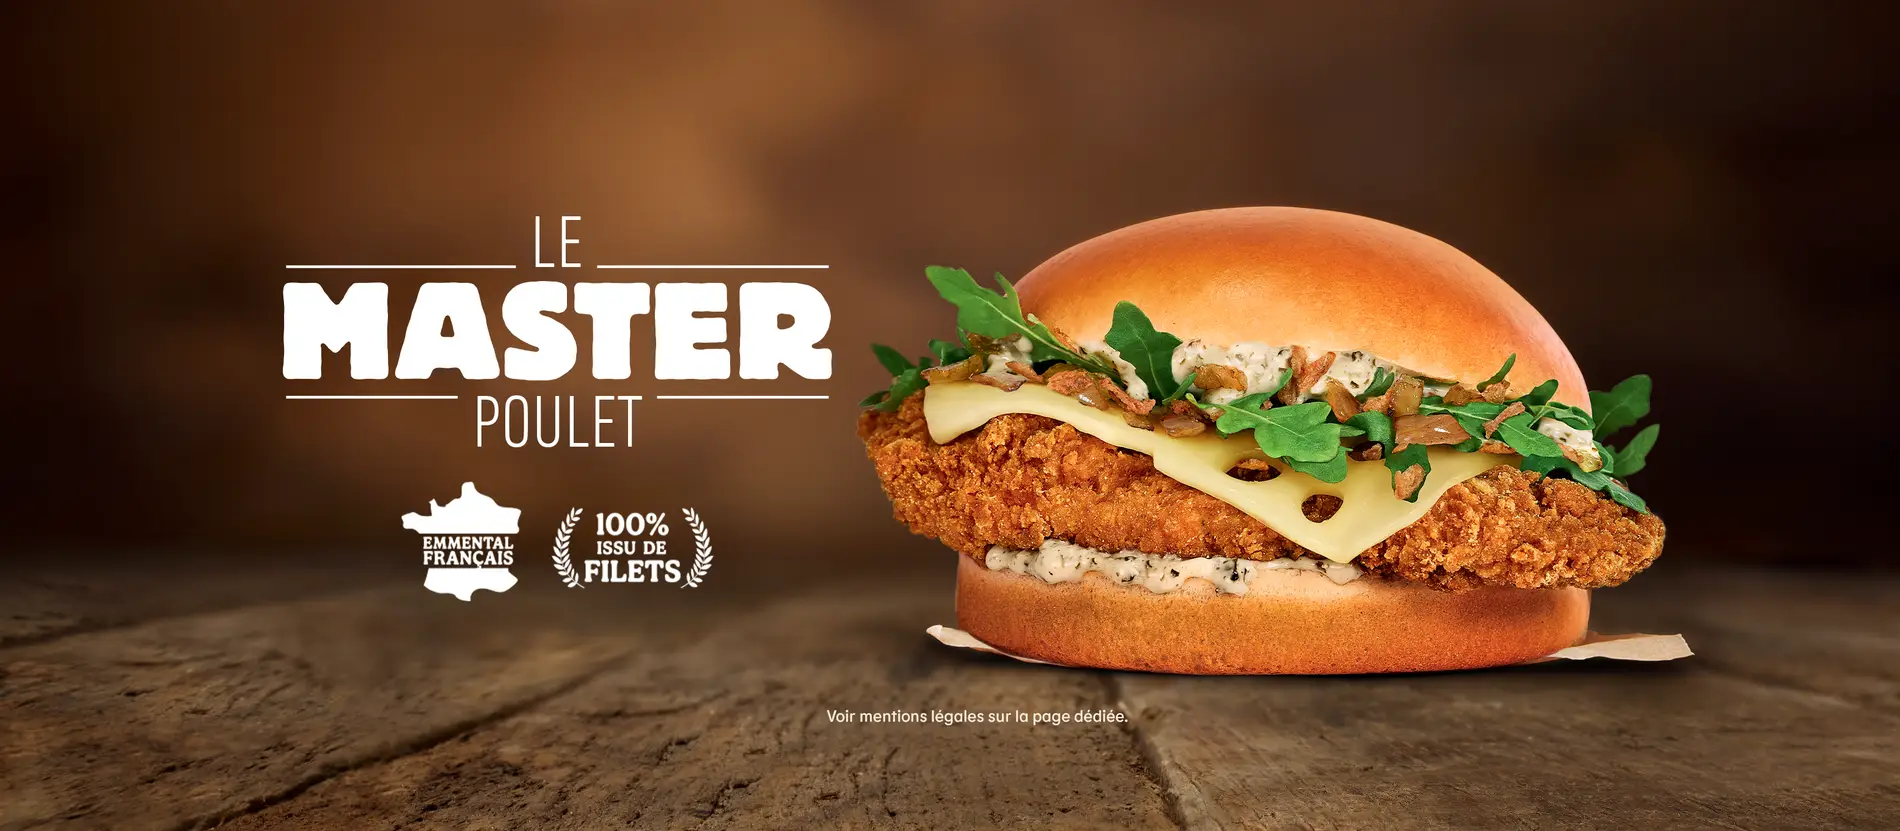 LE
MASTER
POULET
EMMENTAL
FRANÇAIS
100%
ISSU DE
FILETS
Voir mentions légales sur la page dédiée.